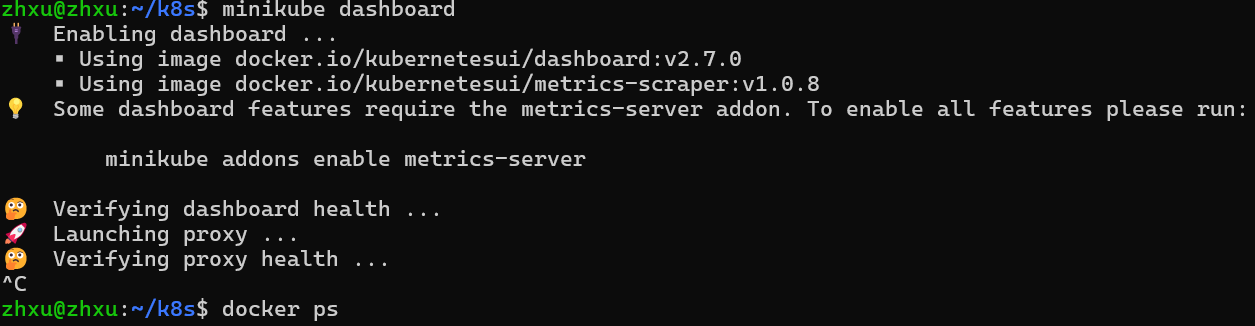 zhxu@zhxu:~/k8s$ minikube dashboard
🔌 Enabling dashboard ...
▪ Using image docker.io/kubernetesui/dashboard:v2.7.0
▪ Using image docker.io/kubernetesui/metrics-scraper:v1.0.8
💡 Some dashboard features require the metrics-server addon. To enable all features please run:
minikube addons enable metrics-server
🤔 Verifying dashboard health ...
🚀 Launching proxy ...
🤔 Verifying proxy health ...
^C
zhxu@zhxu:~/k8s$ docker ps